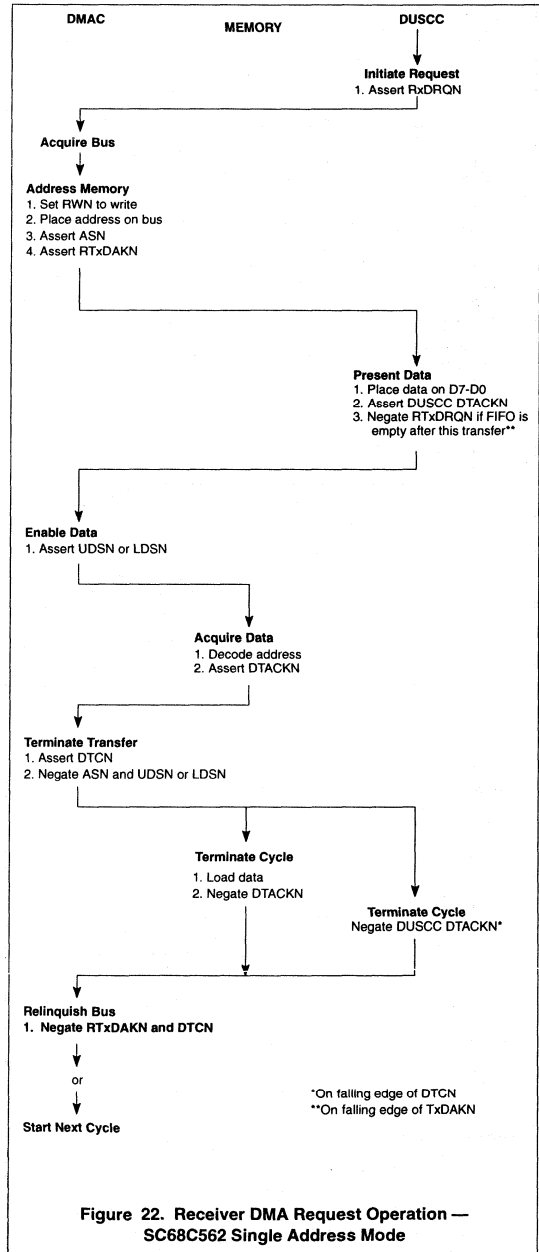 DMAC
MEMORY
DUSCC
Initiate Request
1. Assert RxDRQN
Acquire Bus
Address Memory
1. Set RWN to write
2. Place address on bus
3. Assert ASN
4. Assert RTxDAKN
Present Data
1. Place data on D7-D0
2. Assert DUSCC DTACKN
3. Negate RTxDRQN if FIFO is
empty after this transfer**
Enable Data
1. Assert UDSN or LDSN
Acquire Data
1. Decode address
2. Assert DTACKN
Terminate Transfer
1. Assert DTCN
2. Negate ASN and UDSN or LDSN
Terminate Cycle
1. Load data
2. Negate DTACKN
Terminate Cycle
Negate DUSCC DTACKN*
Relinquish Bus
1. Negate RTxDAKN and DTCN
or
Start Next Cycle
*On falling edge of DTCN
**On falling edge of TxDAKN
Figure 22. Receiver DMA Request Operation —
SC68C562 Single Address Mode